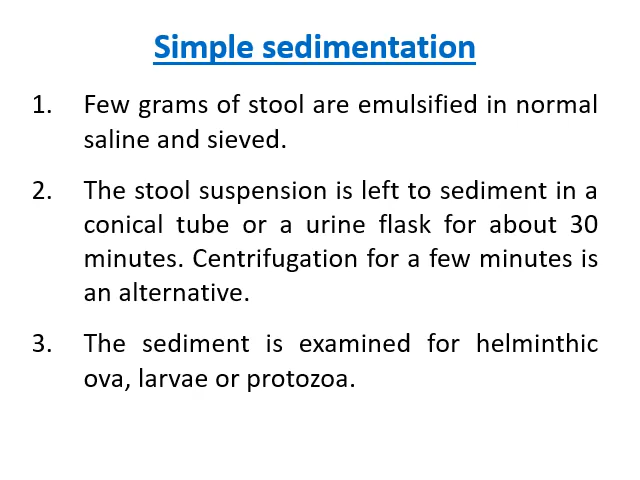 Simple sedimentation
1. Few grams of stool are emulsified in normal
saline and sieved.
2. The stool suspension is left to sediment in a
conical tube or a urine flask for about 30
minutes. Centrifugation for a few minutes is
an alternative.
3. The sediment is examined for helminthic
ova, larvae or protozoa.